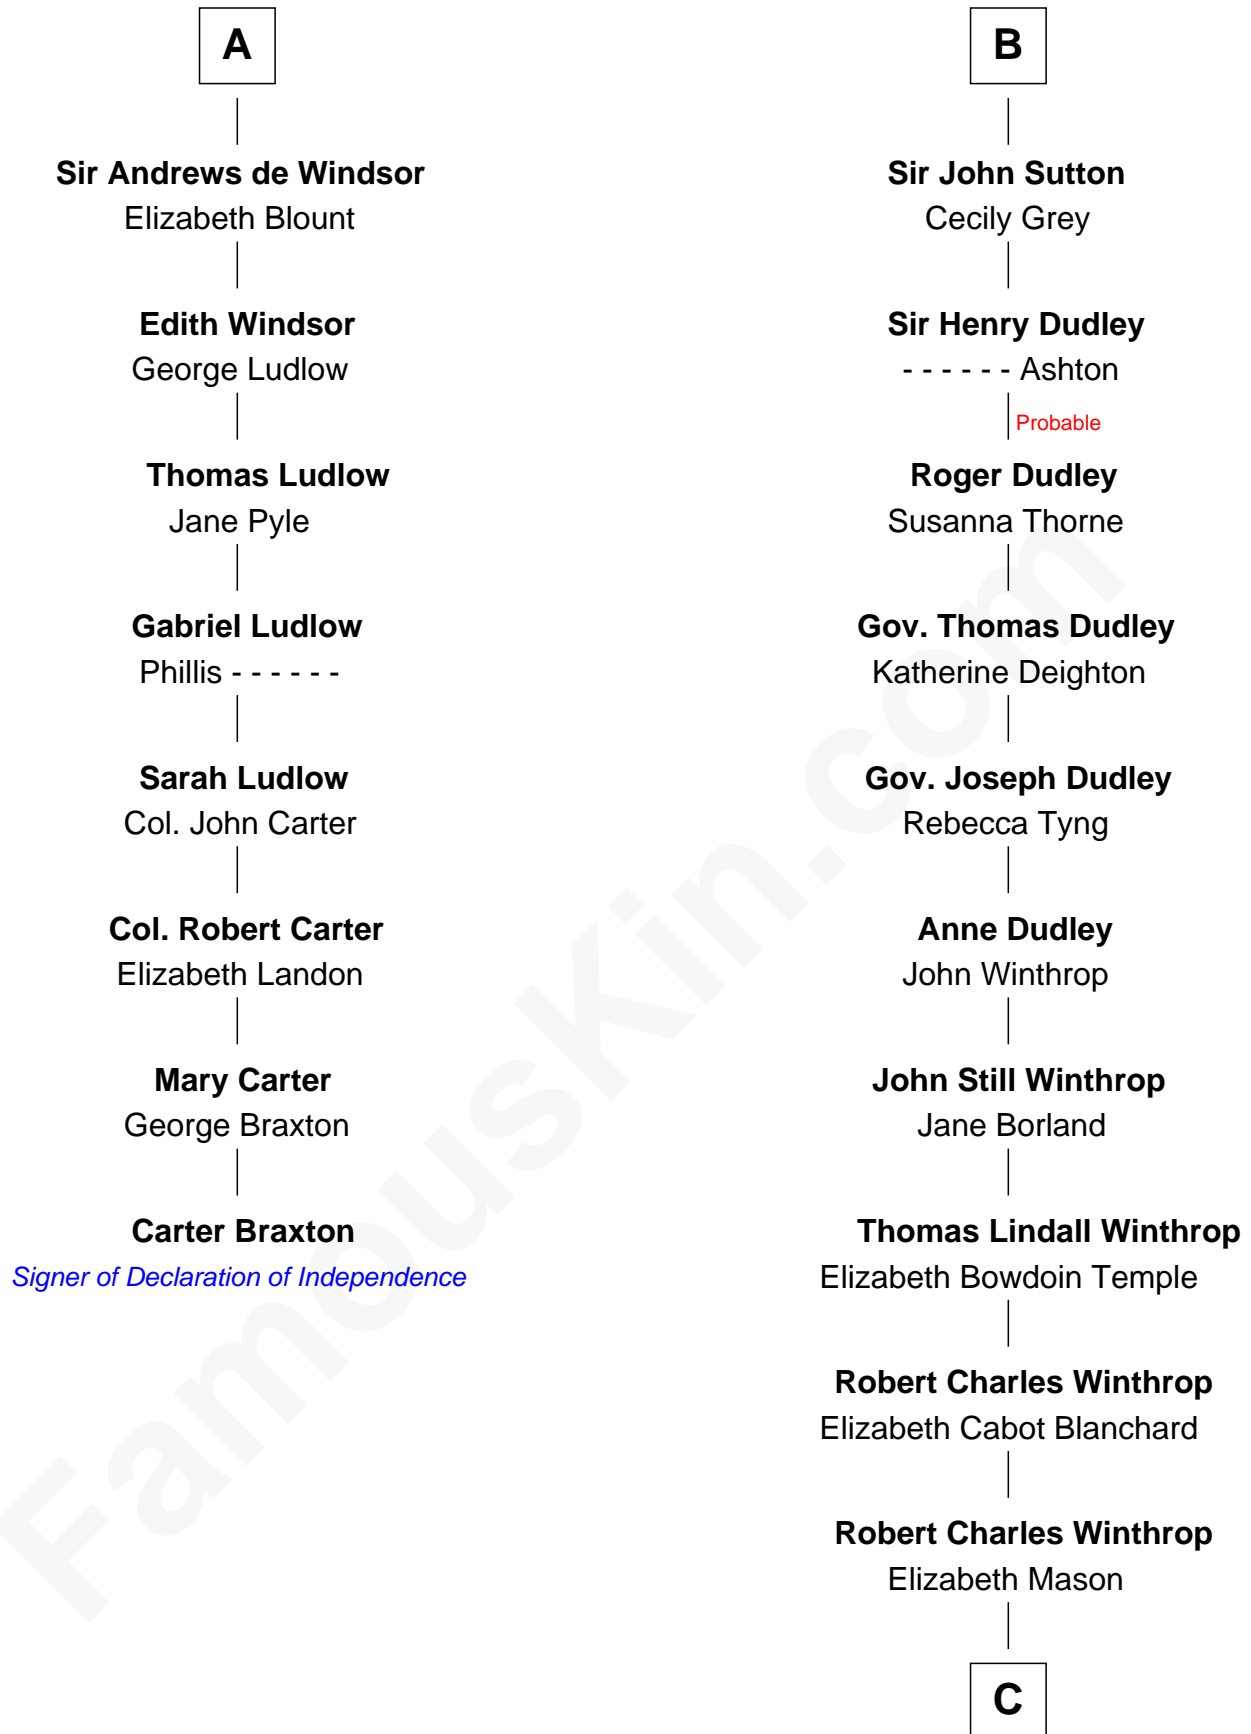 A
Sir Andrews de Windsor
Elizabeth Blount
Edith Windsor
George Ludlow
Thomas Ludlow
Jane Pyle
Gabriel Ludlow
Phillis - - - - - -
Sarah Ludlow
Col. John Carter
Col. Robert Carter
Elizabeth Landon
Mary Carter
George Braxton
Carter Braxton
Signer of Declaration of Independence
B
Sir John Sutton
Cecily Grey
Sir Henry Dudley
- - - - - - Ashton
Probable
Roger Dudley
Susanna Thorne
Gov. Thomas Dudley
Katherine Deighton
Gov. Joseph Dudley
Rebecca Tyng
Anne Dudley
John Winthrop
John Still Winthrop
Jane Borland
Thomas Lindall Winthrop
Elizabeth Bowdoin Temple
Robert Charles Winthrop
Elizabeth Cabot Blanchard
Robert Charles Winthrop
Elizabeth Mason
C
FamousKin.com